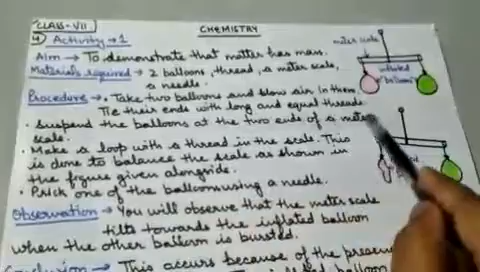 CLASS-VII
CHEMISTRY
4 Activity → 1
Aim → To demonstrate that matter has mass.
Materials required → 2 balloons, thread, a meter scale,
a needle.
Procedure → • Take two balloons and blow air in them.
Tie their ends with long and equal threads
• Suspend the balloons at the two ends of a meter
scale.
• Make a loop with a thread in the scale. This
is done to balance the scale as shown in
the figure given alongside.
• Prick one of the balloons using a needle.
Observation → You will observe that the meter scale
tilts towards the inflated balloon
when the other balloon is bursted.
→ This occurs because of the
meter scale
inflated
balloons